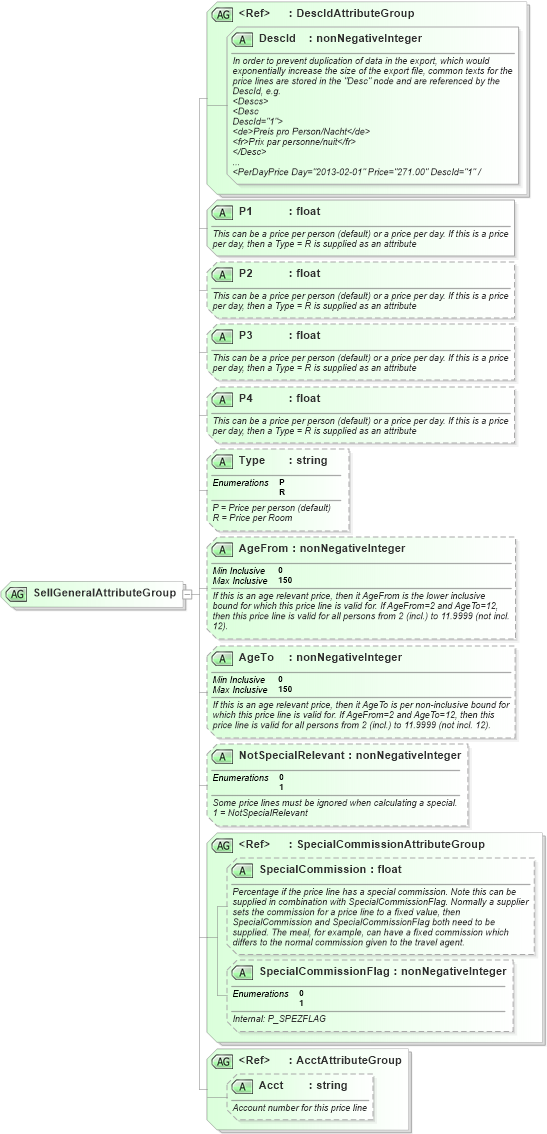 AG <Ref> : DescIdAttributeGroup
A DescId : nonNegativeInteger
In order to prevent duplication of data in the export, which would
exponentially increase the size of the export file, common texts for the
price lines are stored in the "Desc" node and are referenced by the
DescId, e.g.
<Descs>
<Desc
DescId="1">
<de>Preis pro Person/Nacht</de>
<fr>Prix par personne/nuit</fr>
</Desc>
...
<PerDayPrice Day="2013-02-01" Price="271.00" DescId="1" /
A P1 : float
This can be a price per person (default) or a price per day. If this is a price
per day, then a Type = R is supplied as an attribute
A P2 : float
This can be a price per person (default) or a price per day. If this is a price
per day, then a Type = R is supplied as an attribute
A P3 : float
This can be a price per person (default) or a price per day. If this is a price
per day, then a Type = R is supplied as an attribute
A P4 : float
This can be a price per person (default) or a price per day. If this is a price
per day, then a Type = R is supplied as an attribute
A Type : string
Enumerations P
R
P = Price per person (default)
R = Price per Room
A AgeFrom : nonNegativeInteger
Min Inclusive 0
Max Inclusive 150
If this is an age relevant price, then it AgeFrom is the lower inclusive
bound for which this price line is valid for. If AgeFrom=2 and AgeTo=12,
then this price line is valid for all persons from 2 (incl.) to 11.9999 (not incl.
12).
AG SellGeneralAttributeGroup
A AgeTo : nonNegativeInteger
Min Inclusive 0
Max Inclusive 150
If this is an age relevant price, then it AgeTo is per non-inclusive bound for
which this price line is valid for. If AgeFrom=2 and AgeTo=12, then this
price line is valid for all persons from 2 (incl.) to 11.9999 (not incl. 12).
A NotSpecialRelevant : nonNegativeInteger
Enumerations 0
1
Some price lines must be ignored when calculating a special.
1 = NotSpecialRelevant
AG <Ref> : SpecialCommissionAttributeGroup
A SpecialCommission : float
Percentage if the price line has a special commission. Note this can be
supplied in combination with SpecialCommissionFlag. Normally a supplier
sets the commission for a price line to a fixed value, then
SpecialCommission and SpecialCommissionFlag both need to be
supplied. The meal, for example, can have a fixed commission which
differs to the normal commission given to the travel agent.
A SpecialCommissionFlag : nonNegativeInteger
Enumerations 0
1
Internal: P_SPEZFLAG
AG <Ref> : AcctAttributeGroup
A Acct : string
Account number for this price line